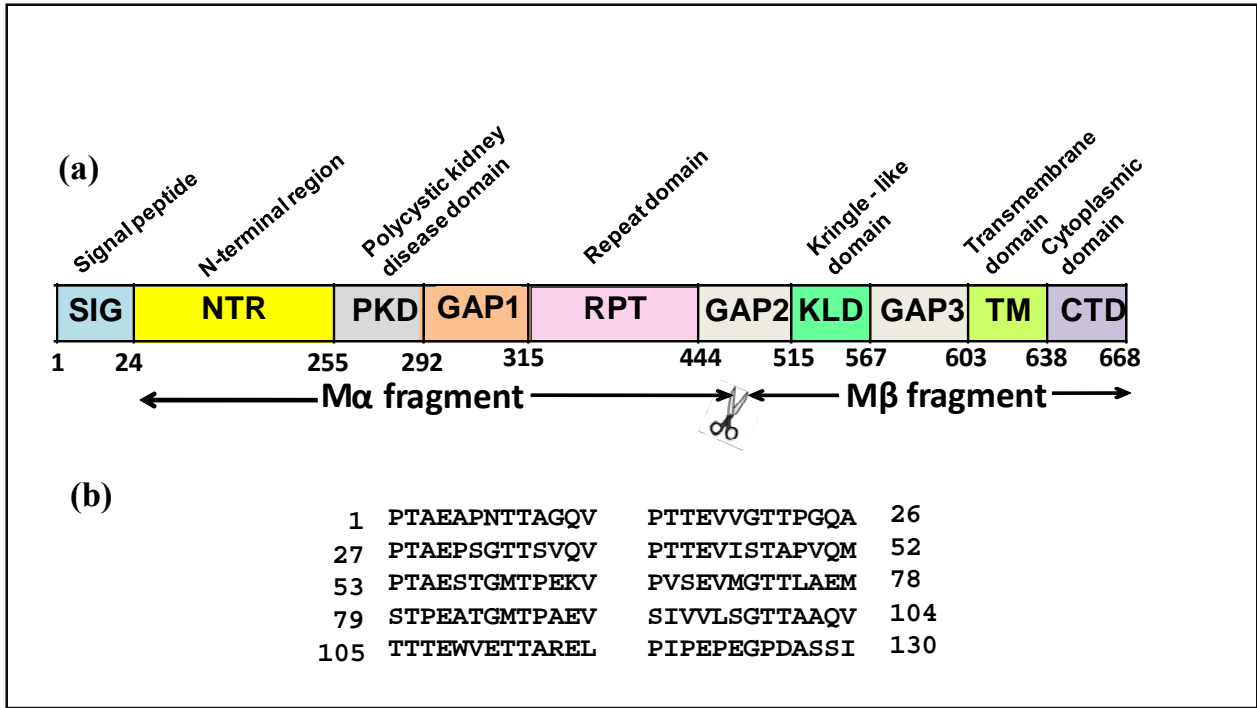 (a)
Signal peptide
N-terminal region
Polycystic kidney
disease domain
Repeat domain
Kringle - like
domain
Transmembrane
domain
Cytoplasmic
domain
SIG NTR PKD GAP1 RPT GAP2 KLD GAP3 TM CTD
1 24 255 292 315 444 515 567 603 638 668
Mα fragment Mβ fragment
(b)
1 PTAEAPNTTAGQV PTTEVVGTTPGQA 26
27 PTAEPSGTTSVQV PTTEVISTAPVQM 52
53 PTAESTGMTPEKV PVSEVMGTTLAEM 78
79 STPEATGMTPAEV SIVVLSGTTAAQV 104
105 TTTEWVETTAREL PIPEPEGPDASSI 130